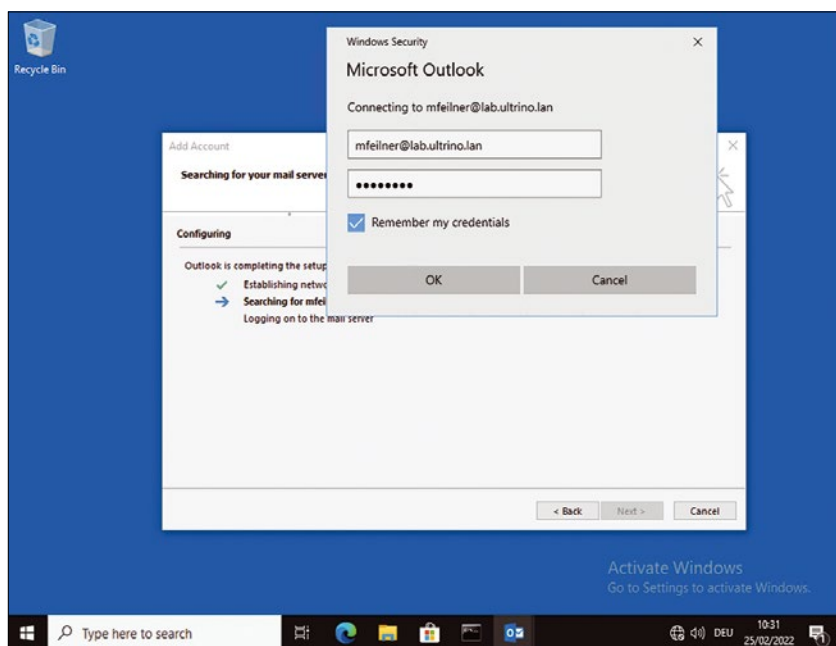 Recycle Bin
Windows Security
Microsoft Outlook
Connecting to mfeilner@lab.ultrino.lan
mfeilner@lab.ultrino.lan
Remember my credentials
OK
Cancel
Add Account
Searching for your mail server
Configuring
Outlook is completing the setup
Establishing
Searching for
Logging on to the mail server
< Back
Next >
Cancel
Activate Windows
Go to Settings to activate Windows.
Type here to search
DEU
10:31
25/02/2022
1